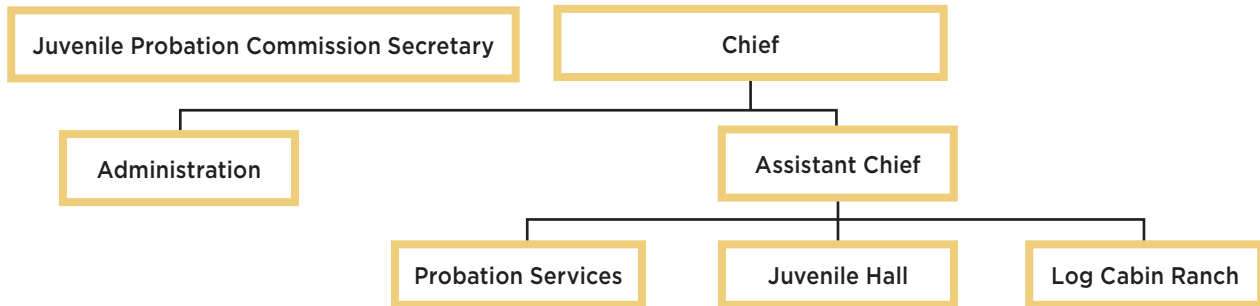 Juvenile Probation Commission Secretary
Chief
Administration
Assistant Chief
Probation Services
Juvenile Hall
Log Cabin Ranch